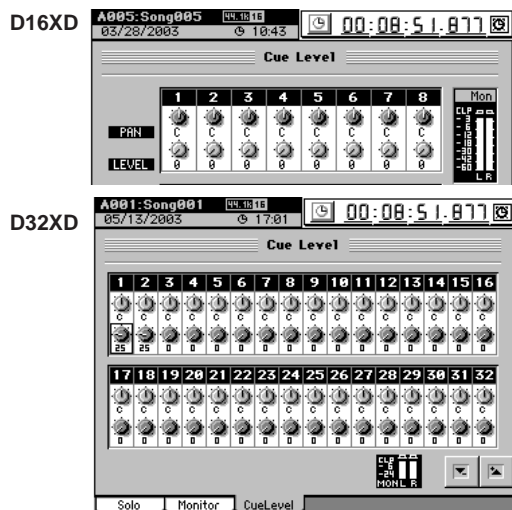 D16XD
A005:Song005 44.1k 16 00:08:51.877
03/28/2003 10:43
Cue Level
1 2 3 4 5 6 7 8 Mon
CLP
- 3
- 6
PAN C C C C C C C C - 12
- 18
- 30
- 42
LEVEL 0 0 0 0 0 0 0 0 - 60
L R
D32XD
A001:Song001 44.1k 16 00:08:51.877
05/13/2003 17:01
Cue Level
1 2 3 4 5 6 7 8 9 10 11 12 13 14 15 16
C C C C C C C C C C C C C C C C
25 25 0 0 0 0 0 0 0 0 0 0 0 0 0 0
17 18 19 20 21 22 23 24 25 26 27 28 29 30 31 32
C C C C C C C C C C C C C C C C
0 0 0 0 0 0 0 0 0 0 0 0 0 0 0 0
CLP
- 6
-24
MON L R
Solo Monitor CueLevel